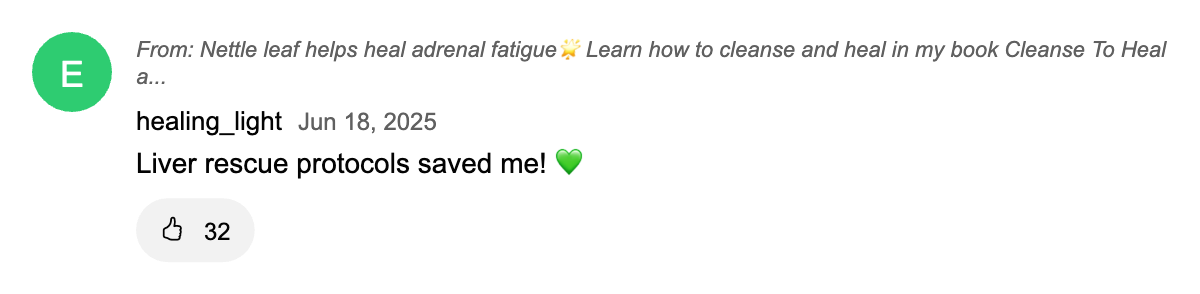 E
From: Nettle leaf helps heal adrenal fatigue🌟 Learn how to cleanse and heal in my book Cleanse To Heal
a...
healing_light Jun 18, 2025
Liver rescue protocols saved me! 💚
32